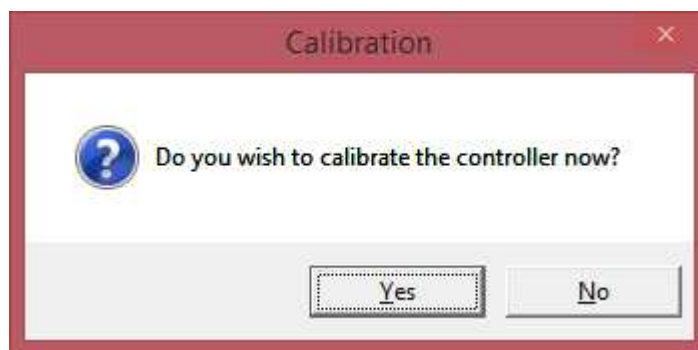 Calibration
Do you wish to calibrate the controller now?
Yes
No